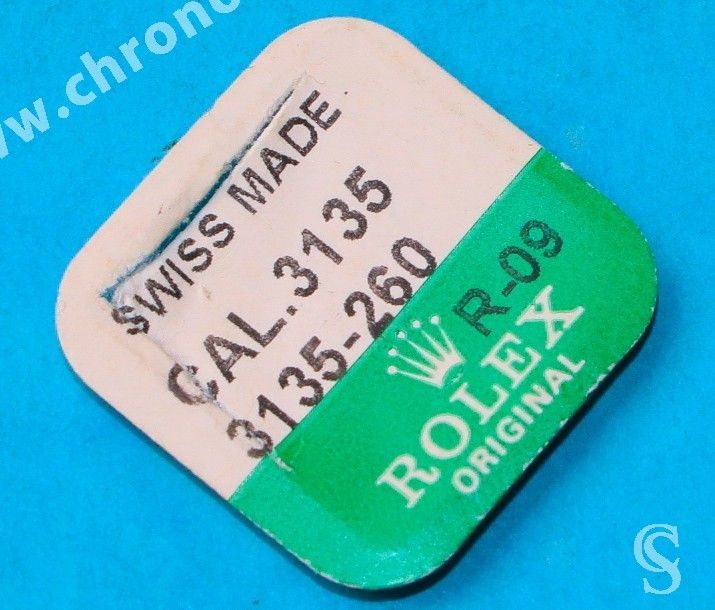 www.chrono
SWISS MADE
CAL.3135
3135-260
R-09
ROLEX
ORIGINAL